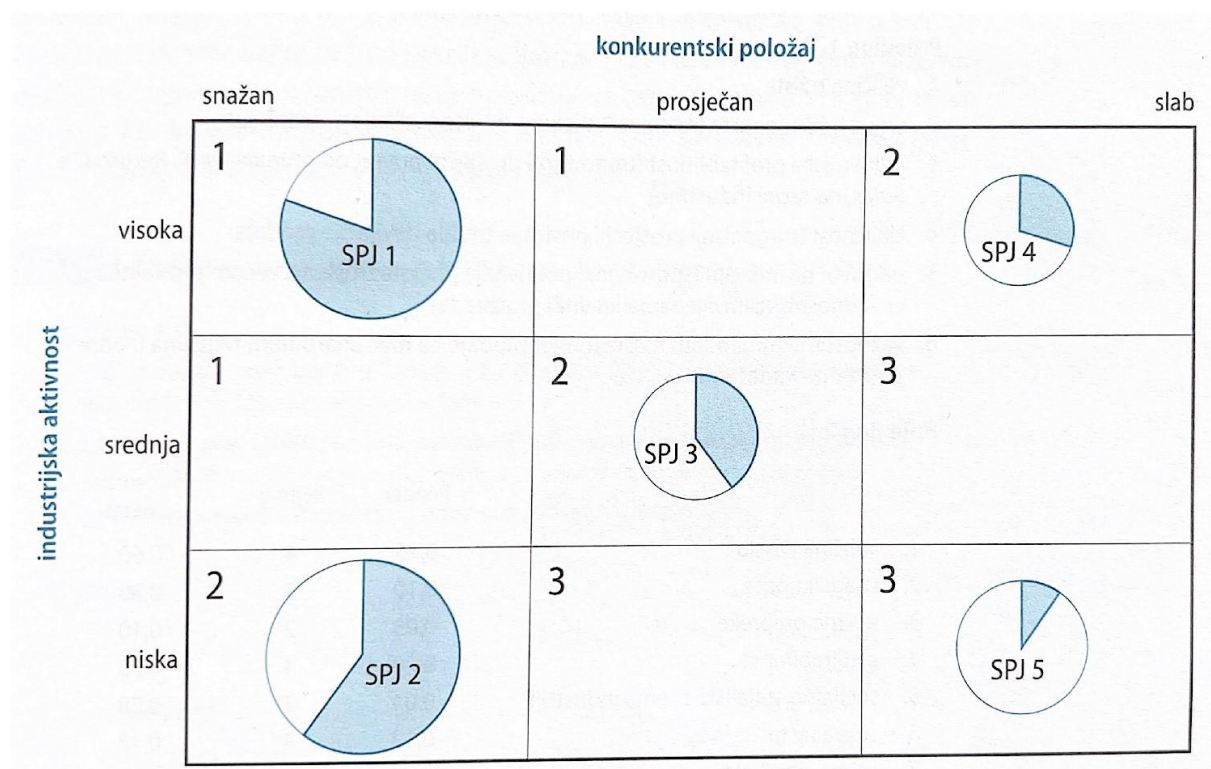 konkurentski položaj
snažan prosječan slab
1 1 2
visoka SPJ 1 SPJ 4
industrijska aktivnost
1 2 3
srednja SPJ 3
2 3 3
niska SPJ 2 SPJ 5